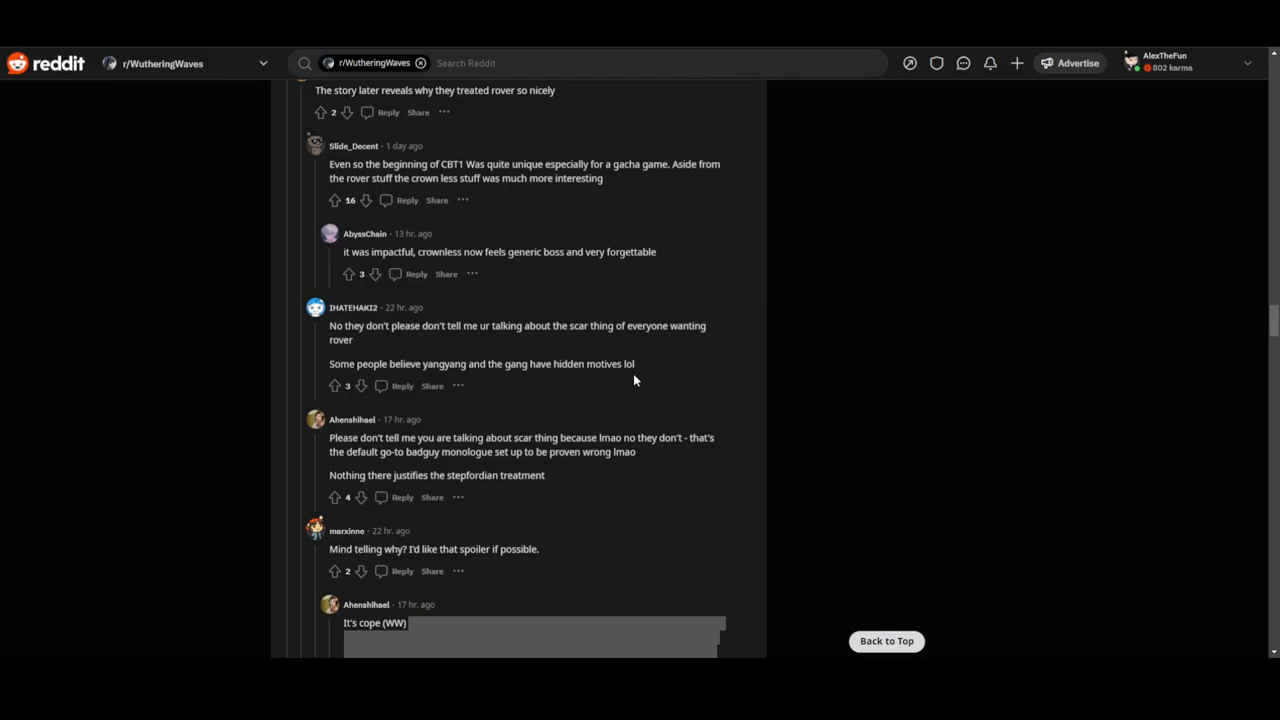 reddit r/WutheringWaves r/WutheringWaves Search Reddit Advertise AlexTheFun
802 karma
The story later reveals why they treated rover so nicely
2 Reply Share ...
Slide_Decent · 1 day ago
Even so the beginning of CBT1 Was quite unique especially for a gacha game. Aside from
the rover stuff the crown less stuff was much more interesting
16 Reply Share ...
AbyssChain · 13 hr. ago
it was impactful, crownless now feels generic boss and very forgettable
3 Reply Share ...
IHATEHAKI2 · 22 hr. ago
No they don't please don't tell me ur talking about the scar thing of everyone wanting
rover
Some people believe yangyang and the gang have hidden motives lol
3 Reply Share ...
Ahenshihael · 17 hr. ago
Please don't tell me you are talking about scar thing because lmao no they don't - that's
the default go-to badguy monologue set up to be proven wrong lmao
Nothing there justifies the stepfordian treatment
4 Reply Share ...
marxinne · 22 hr. ago
Mind telling why? I'd like that spoiler if possible.
2 Reply Share ...
Ahenshihael · 17 hr. ago
It's cope (WW)
Back to Top